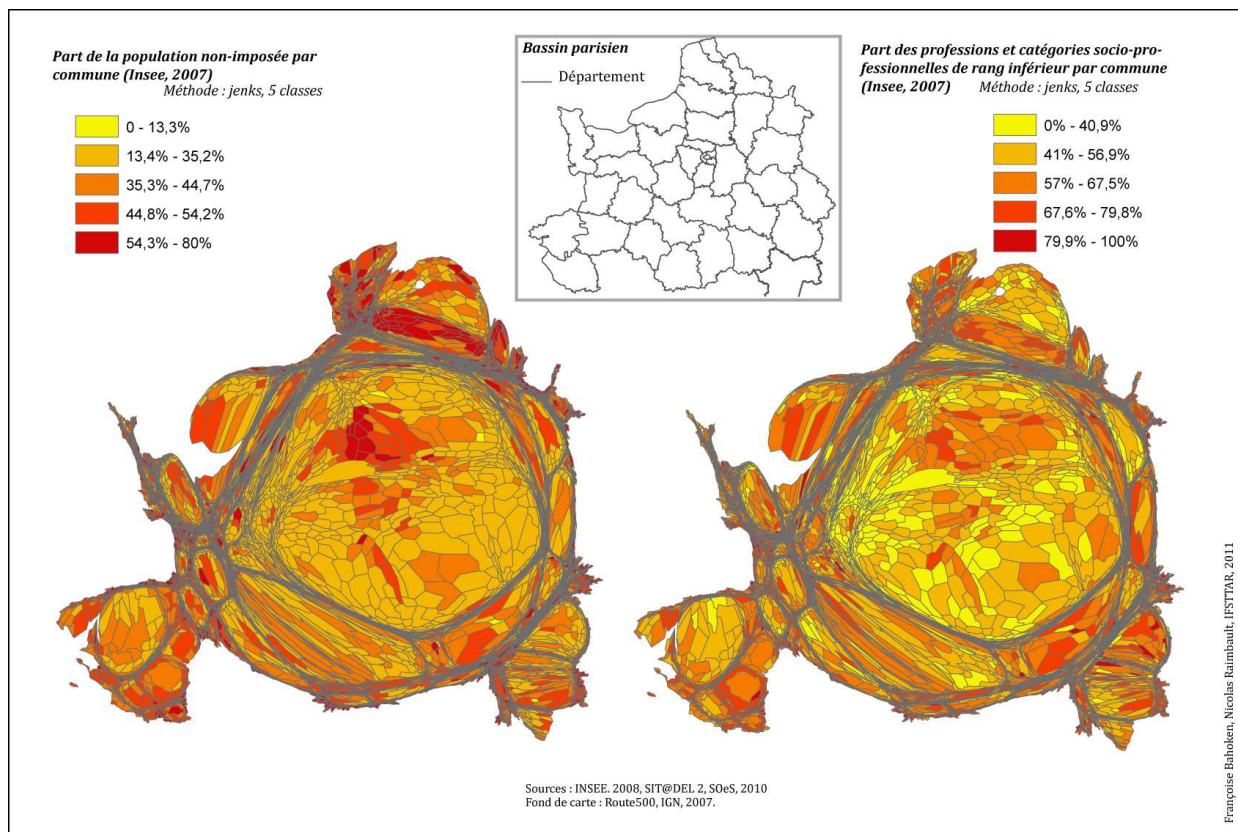 Part de la population non-imposée par
commune (Insee, 2007)
Méthode : jenks, 5 classes
0 - 13,3%
13,4% - 35,2%
35,3% - 44,7%
44,8% - 54,2%
54,3% - 80%
Bassin parisien
Département
Part des professions et catégories socio-pro-
fessionnelles de rang inférieur par commune
(Insee, 2007) Méthode : jenks, 5 classes
0% - 40,9%
41% - 56,9%
57% - 67,5%
67,6% - 79,8%
79,9% - 100%
Sources : INSEE. 2008, SIT@DEL 2, SOeS, 2010
Fond de carte : Route500, IGN, 2007.
Françoise Bahoken, Nicolas Raimbault, IFSTTAR, 2011